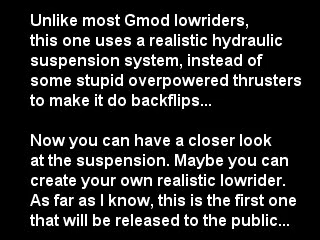 Unlike most Gmod lowriders,
this one uses a realistic hydraulic
suspension system, instead of
some stupid overpowered thrusters
to make it do backflips...
Now you can have a closer look
at the suspension. Maybe you can
create your own realistic lowrider.
As far as I know, this is the first one
that will be released to the public...